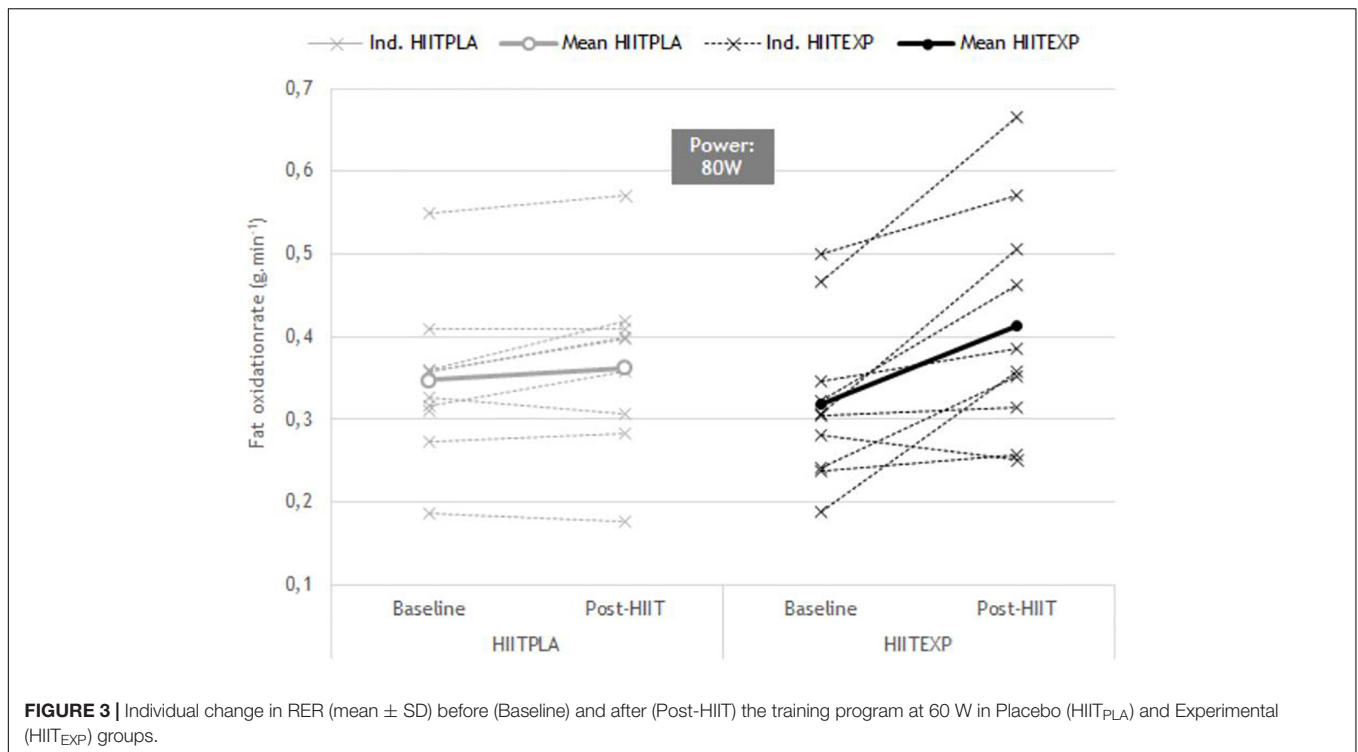 Ind. HIITPLA Mean HIITPLA Ind. HIITEXP Mean HIITEXP
0,7
0,6
0,5
0,4
0,3
0,2
0,1
Fat oxidationrate (g.min⁻¹)
Power:
80W
Baseline Post-HIIT Baseline Post-HIIT
HIITPLA HIITEXP
FIGURE 3 | Individual change in RER (mean ± SD) before (Baseline) and after (Post-HIIT) the training program at 60 W in Placebo (HIITPLA) and Experimental
(HIITEXP) groups.